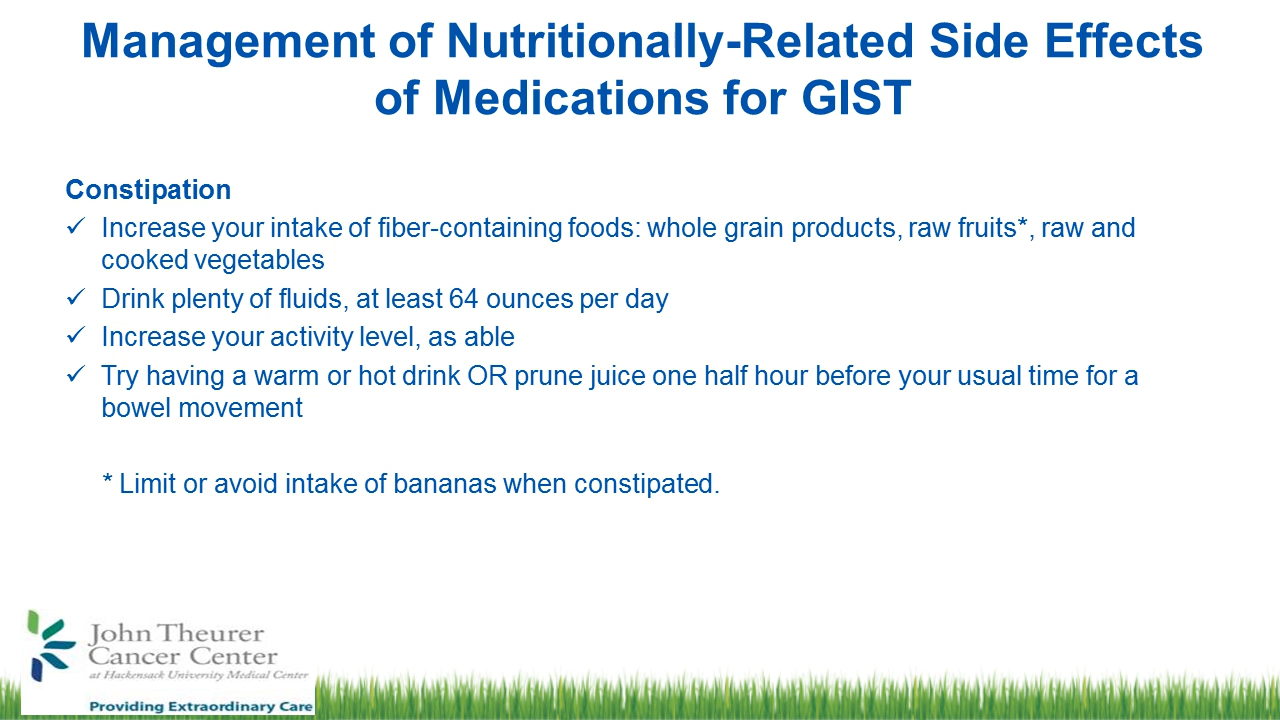 Management of Nutritionally-Related Side Effects
of Medications for GIST
Constipation
✓ Increase your intake of fiber-containing foods: whole grain products, raw fruits*, raw and
cooked vegetables
✓ Drink plenty of fluids, at least 64 ounces per day
✓ Increase your activity level, as able
✓ Try having a warm or hot drink OR prune juice one half hour before your usual time for a
bowel movement
* Limit or avoid intake of bananas when constipated.
John Theurer
Cancer Center
at Hackensack University Medical Center
Providing Extraordinary Care